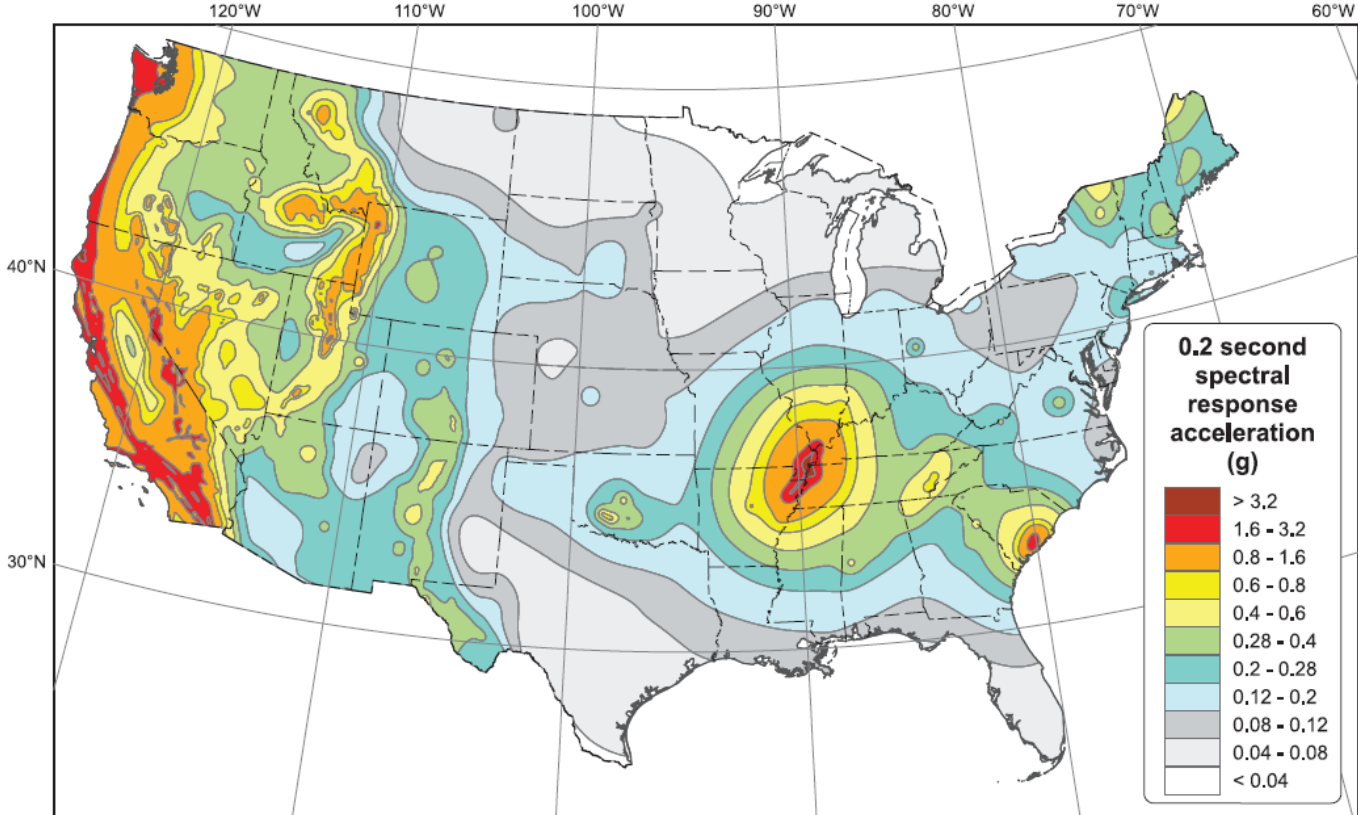 120°W 110°W 100°W 90°W 80°W 70°W 60°W
40°N
30°N
0.2 second
spectral
response
acceleration
(g)
> 3.2
1.6 - 3.2
0.8 - 1.6
0.6 - 0.8
0.4 - 0.6
0.28 - 0.4
0.2 - 0.28
0.12 - 0.2
0.08 - 0.12
0.04 - 0.08
< 0.04